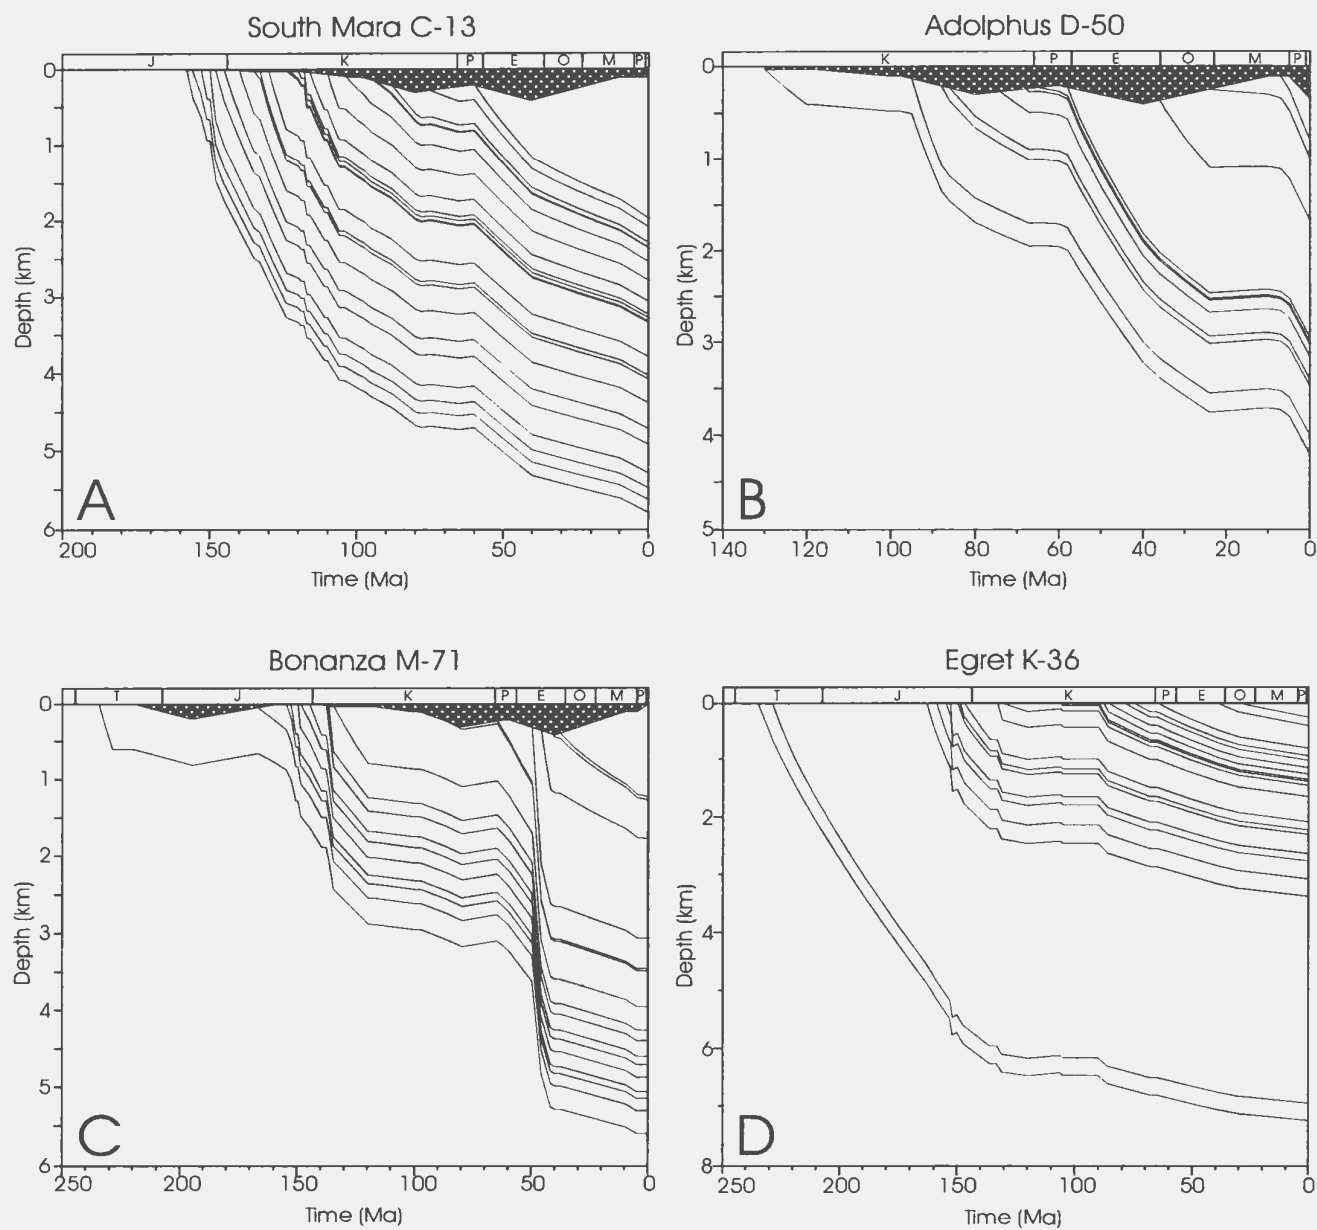 South Mara C-13
J K P E O M P
0
1
2
3
4
5
6
Depth (km)
A
200 150 100 50 0
Time (Ma)
Adolphus D-50
K P E O M P
0
1
2
3
4
5
Depth (km)
B
140 120 100 80 60 40 20 0
Time (Ma)
Bonanza M-71
T J K P E O M P
0
1
2
3
4
5
6
Depth (km)
C
250 200 150 100 50 0
Time (Ma)
Egret K-36
T J K P E O M P
0
2
4
6
8
Depth (km)
D
250 200 150 100 50 0
Time (Ma)